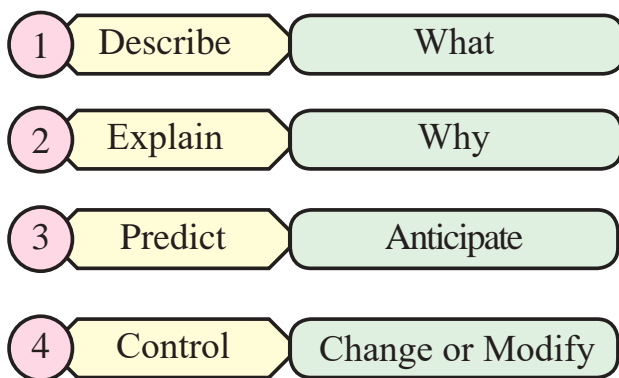 1 Describe What
2 Explain Why
3 Predict Anticipate
4 Control Change or Modify